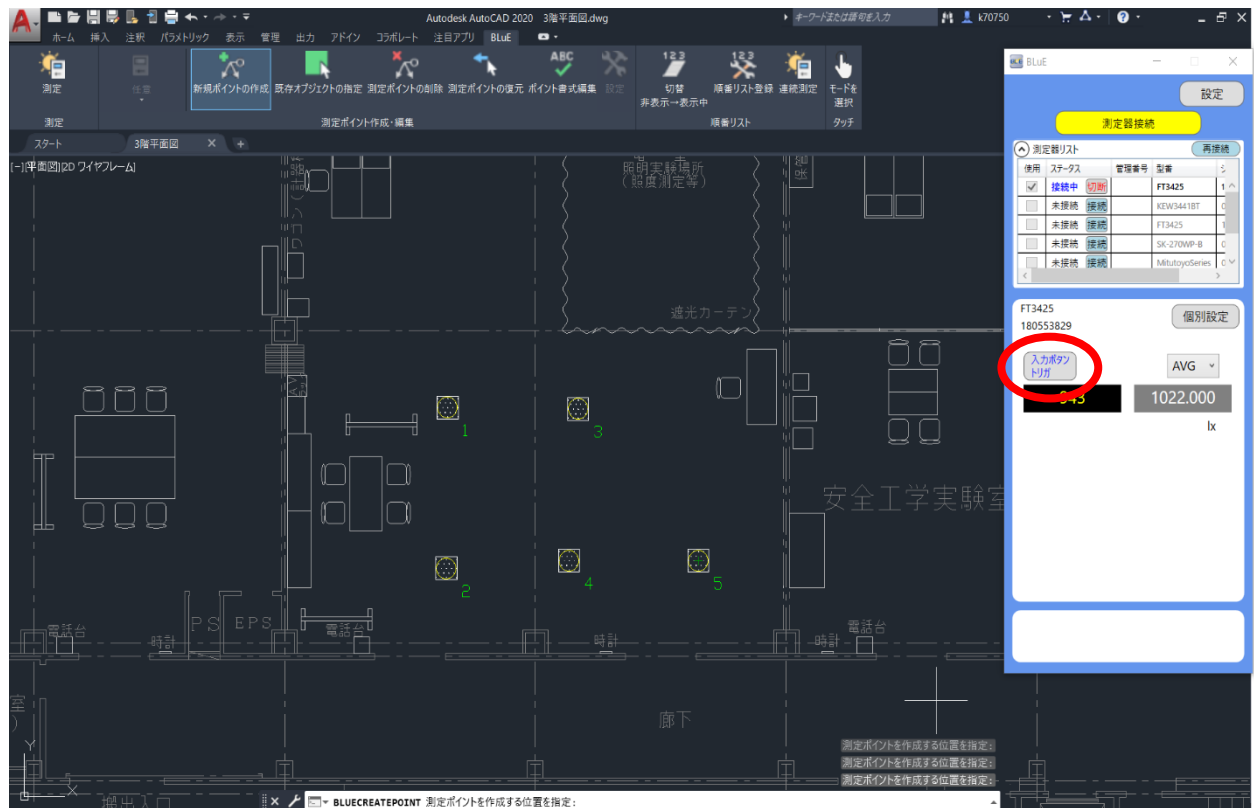 Autodesk AutoCAD 2020 3階平面図.dwg
キーワードまたは語句を入力
k70750
ホーム 挿入 注釈 パラメトリック 表示 管理 出力 アドイン コラボレート 注目アプリ BLuE
測定
任意
新規ポイントの作成
既存オブジェクトの指定
測定ポイントの削除
測定ポイントの復元
ABC
ポイント書式編集
設定
123
切替
非表示→表示中
123
順番リスト登録
連続測定
モードを
選択
測定
測定ポイント作成・編集
順番リスト
タッチ
スタート
3階平面図
[-][平面図][2D ワイヤフレーム]
照明実験場所
(照度測定等)
遮光カーテン
1
3
安全工学実験室
2
4
5
PS
EPS
電話台
時計
電話台
時計
時計
電話台
廊下
室
Y
X
搬出入口
測定ポイントを作成する位置を指定:
測定ポイントを作成する位置を指定:
測定ポイントを作成する位置を指定:
BLUECREATEPOINT 測定ポイントを作成する位置を指定:
BLuE
設定
測定器接続
測定器リスト
再接続
使用 ステータス 管理番号 型番
接続中 切断 FT3425
未接続 接続 KEW3441BT
未接続 接続 FT3425
未接続 接続 SK-270WP-B
未接続 接続 MitutoyoSeries
FT3425
180553829
個別設定
入力ボタン
トリガ
AVG
943
1022.000
lx